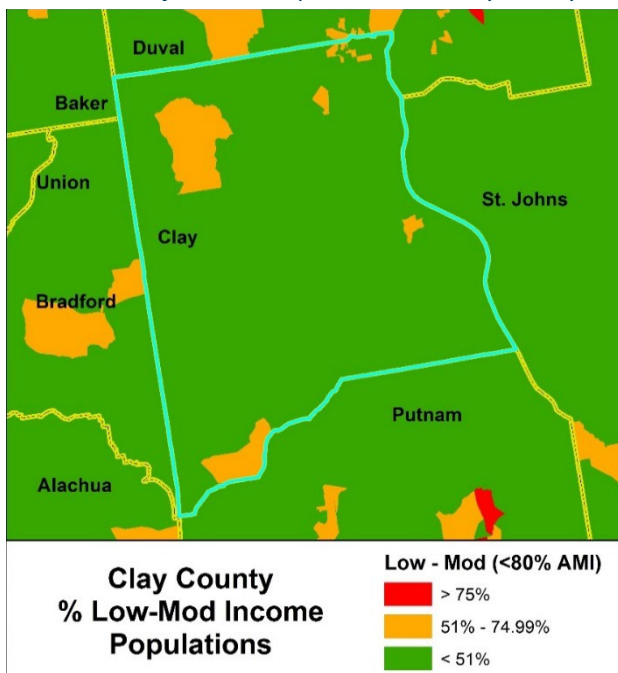 Duval
Baker
Union
St. Johns
Clay
Bradford
Putnam
Alachua
Clay County
% Low-Mod Income
Populations
Low - Mod (<80% AMI)
> 75%
51% - 74.99%
< 51%